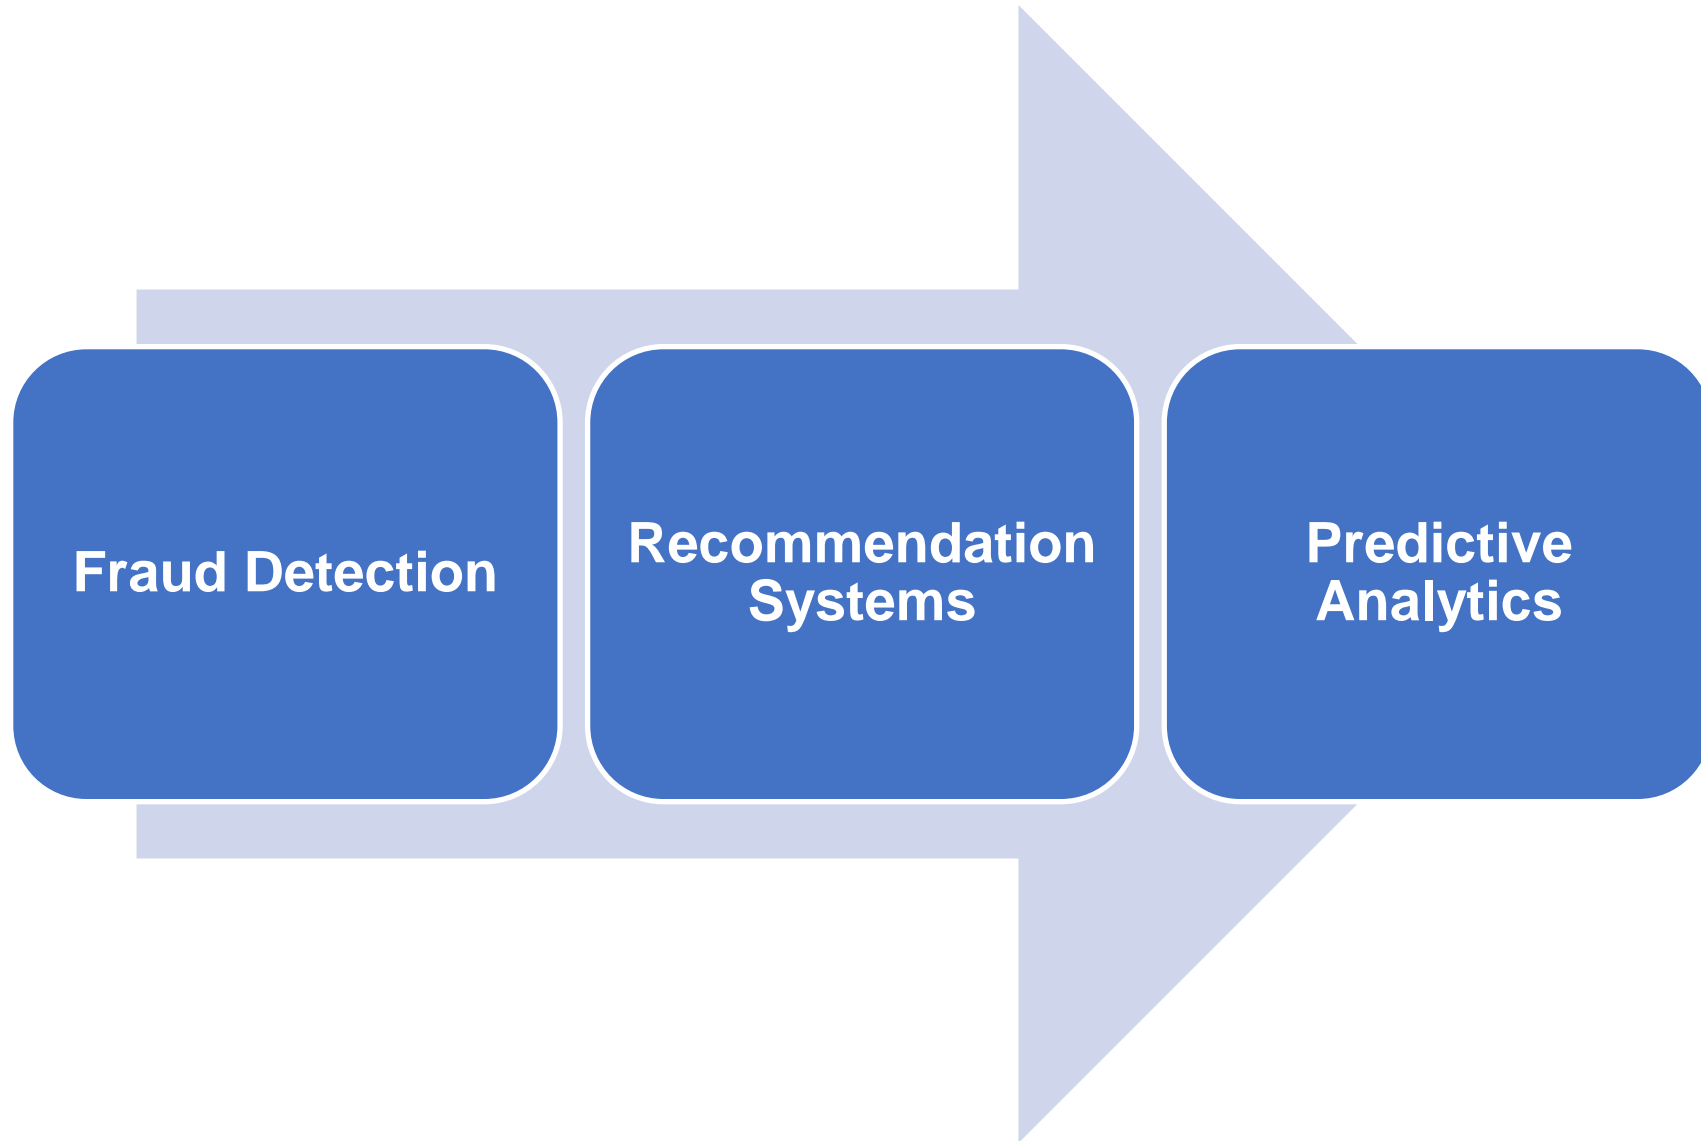 Fraud Detection
Recommendation
Systems
Predictive
Analytics